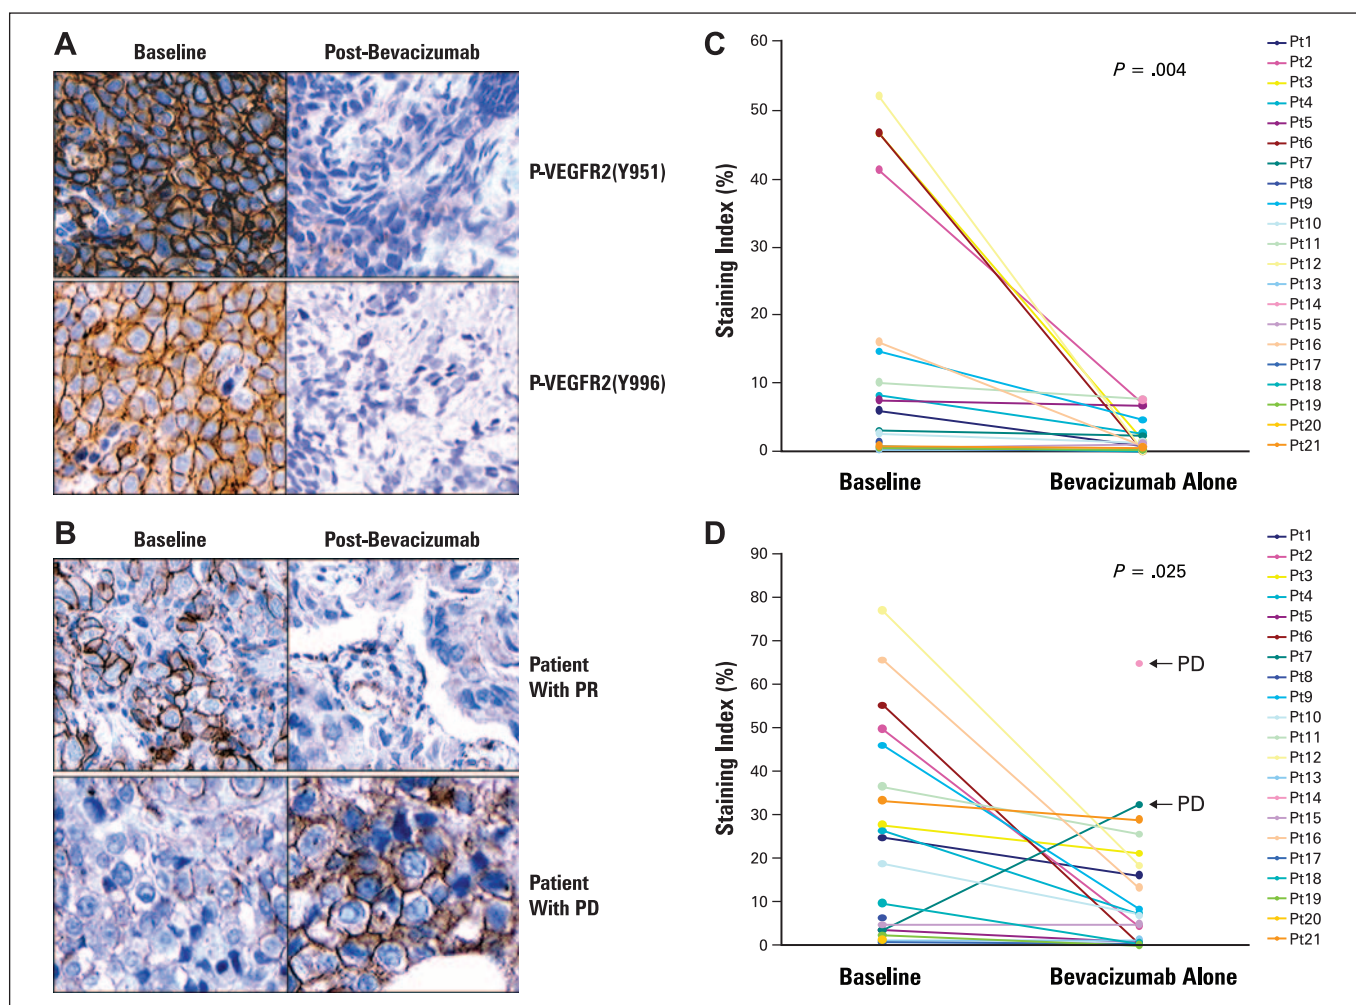 A
Baseline
Post-Bevacizumab
P-VEGFR2(Y951)
P-VEGFR2(Y996)
B
Baseline
Post-Bevacizumab
Patient
With PR
Patient
With PD
C
Staining Index (%)
60
50
40
30
20
10
0
P = .004
Baseline
Bevacizumab Alone
Pt1
Pt2
Pt3
Pt4
Pt5
Pt6
Pt7
Pt8
Pt9
Pt10
Pt11
Pt12
Pt13
Pt14
Pt15
Pt16
Pt17
Pt18
Pt19
Pt20
Pt21
D
Staining Index (%)
90
80
70
60
50
40
30
20
10
0
P = .025
PD
PD
Baseline
Bevacizumab Alone
Pt1
Pt2
Pt3
Pt4
Pt5
Pt6
Pt7
Pt8
Pt9
Pt10
Pt11
Pt12
Pt13
Pt14
Pt15
Pt16
Pt17
Pt18
Pt19
Pt20
Pt21